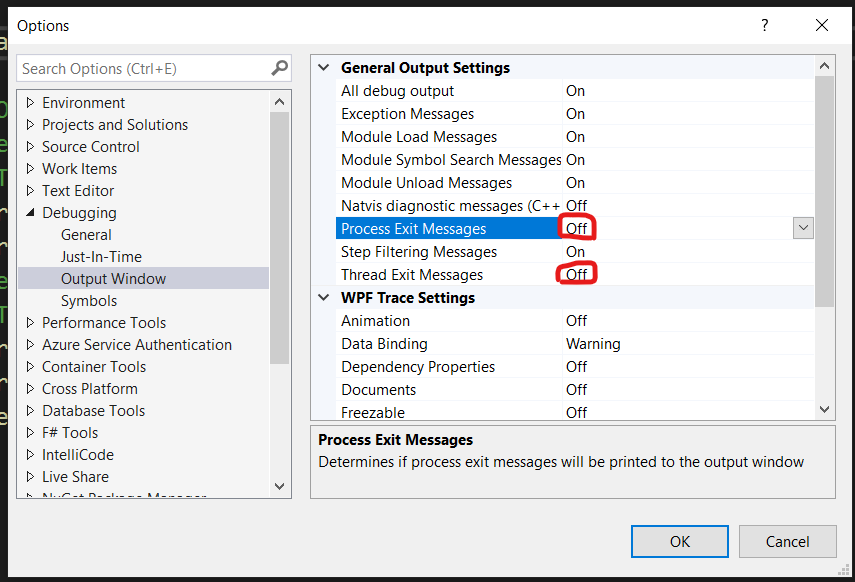 Options
?
Search Options (Ctrl+E)
Environment
Projects and Solutions
Source Control
Work Items
Text Editor
Debugging
General
Just-In-Time
Output Window
Symbols
Performance Tools
Azure Service Authentication
Container Tools
Cross Platform
Database Tools
F# Tools
IntelliCode
Live Share
NuGet Package Manager
General Output Settings
All debug output On
Exception Messages On
Module Load Messages On
Module Symbol Search Messages On
Module Unload Messages On
Natvis diagnostic messages (C++ Off
Process Exit Messages Off
Step Filtering Messages On
Thread Exit Messages Off
WPF Trace Settings
Animation Off
Data Binding Warning
Dependency Properties Off
Documents Off
Freezable Off
Process Exit Messages
Determines if process exit messages will be printed to the output window
OK
Cancel